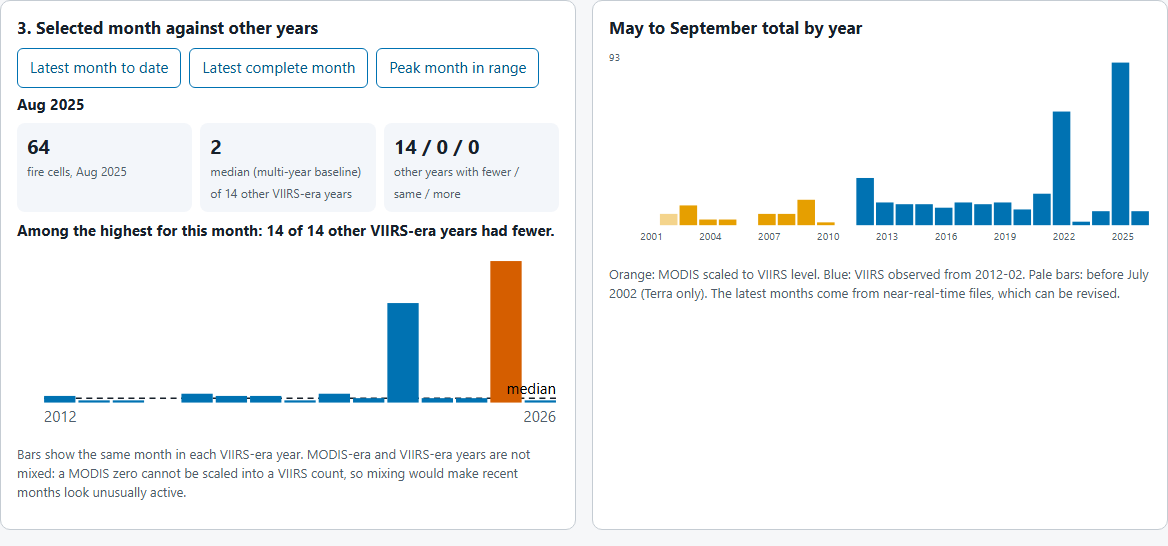 3. Selected month against other years
Latest month to date
Latest complete month
Peak month in range
Aug 2025
64
fire cells, Aug 2025
2
median (multi-year baseline)
of 14 other VIIRS-era years
14 / 0 / 0
other years with fewer /
same / more
Among the highest for this month: 14 of 14 other VIIRS-era years had fewer.
median
2012
2026
Bars show the same month in each VIIRS-era year. MODIS-era and VIIRS-era years are not
mixed: a MODIS zero cannot be scaled into a VIIRS count, so mixing would make recent
months look unusually active.
May to September total by year
93
2001
2004
2007
2010
2013
2016
2019
2022
2025
Orange: MODIS scaled to VIIRS level. Blue: VIIRS observed from 2012-02. Pale bars: before July
2002 (Terra only). The latest months come from near-real-time files, which can be revised.